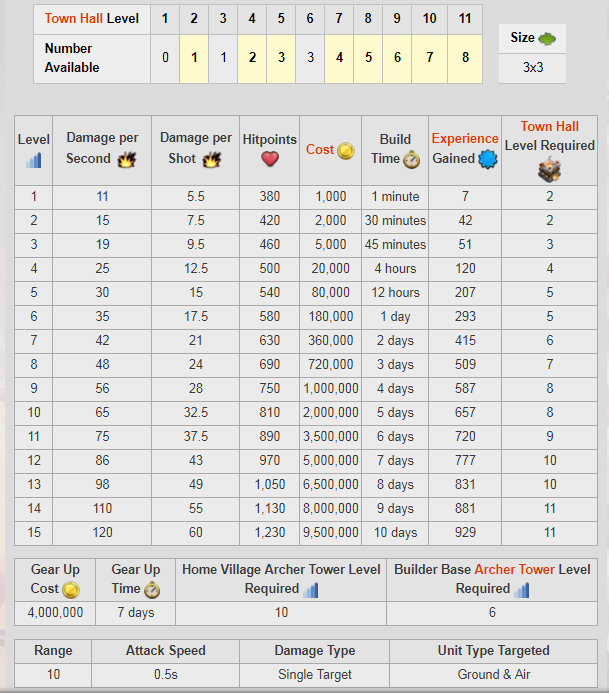 Town Hall Level 1 2 3 4 5 6 7 8 9 10 11
Number Available 0 1 1 2 3 3 4 5 6 7 8
Size
3x3
Level Damage per Second Damage per Shot Hitpoints Cost Build Time Experience Gained Town Hall Level Required
1 11 5.5 380 1,000 1 minute 7 2
2 15 7.5 420 2,000 30 minutes 42 2
3 19 9.5 460 5,000 45 minutes 51 3
4 25 12.5 500 20,000 4 hours 120 4
5 30 15 540 80,000 12 hours 207 5
6 35 17.5 580 180,000 1 day 293 5
7 42 21 630 360,000 2 days 415 6
8 48 24 690 720,000 3 days 509 7
9 56 28 750 1,000,000 4 days 587 8
10 65 32.5 810 2,000,000 5 days 657 8
11 75 37.5 890 3,500,000 6 days 720 9
12 86 43 970 5,000,000 7 days 777 10
13 98 49 1,050 6,500,000 8 days 831 10
14 110 55 1,130 8,000,000 9 days 881 11
15 120 60 1,230 9,500,000 10 days 929 11
Gear Up Cost Gear Up Time Home Village Archer Tower Level Required Builder Base Archer Tower Level Required
4,000,000 7 days 10 6
Range Attack Speed Damage Type Unit Type Targeted
10 0.5s Single Target Ground & Air